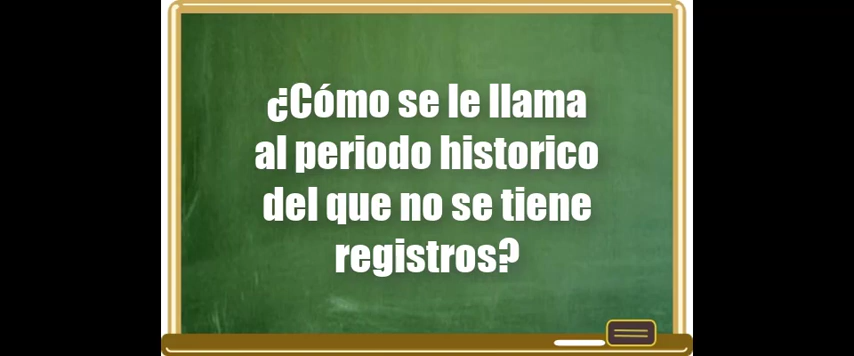 ¿Cómo se le llama
al periodo historico
del que no se tiene
registros?